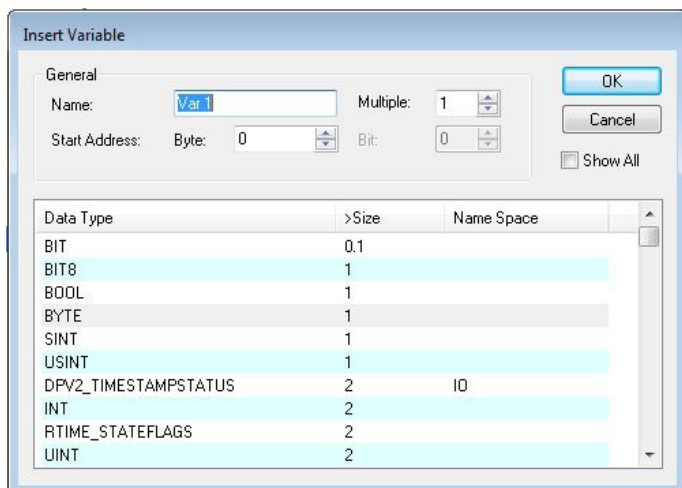 Insert Variable
General
Name: Var 1 Multiple: 1
Start Address: Byte: 0 Bit: 0
OK
Cancel
Show All
Data Type >Size Name Space
BIT 0.1
BIT8 1
BOOL 1
BYTE 1
SINT 1
USINT 1
DPV2_TIMESTAMPSTATUS 2 IO
INT 2
RTIME_STATEFLAGS 2
UINT 2